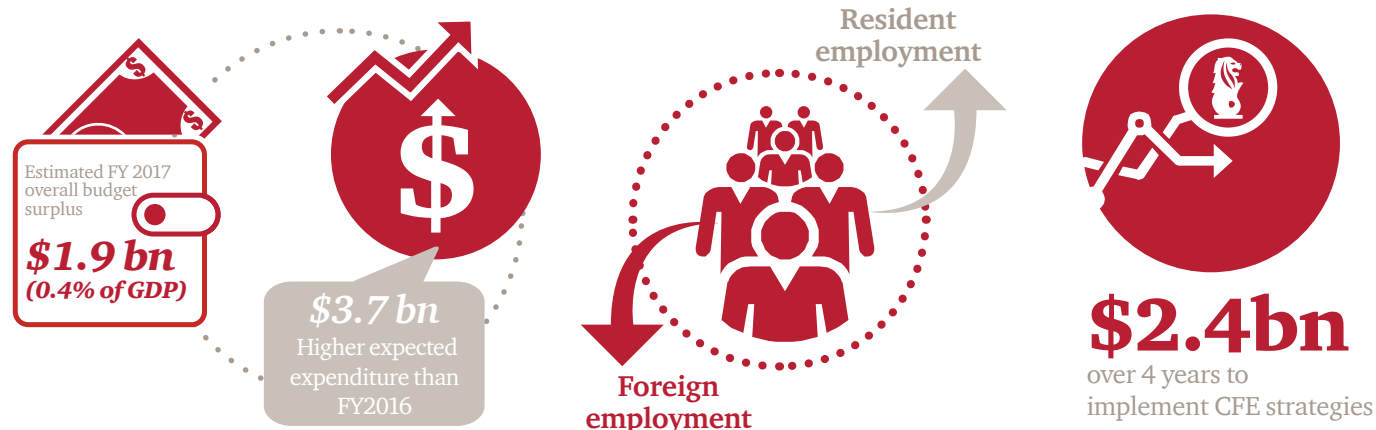 Estimated FY 2017
overall budget
surplus
$1.9 bn
(0.4% of GDP)
$
$
$
$3.7 bn
Higher expected
expenditure than
FY2016
Resident
employment
Foreign
employment
$2.4bn
over 4 years to
implement CFE strategies